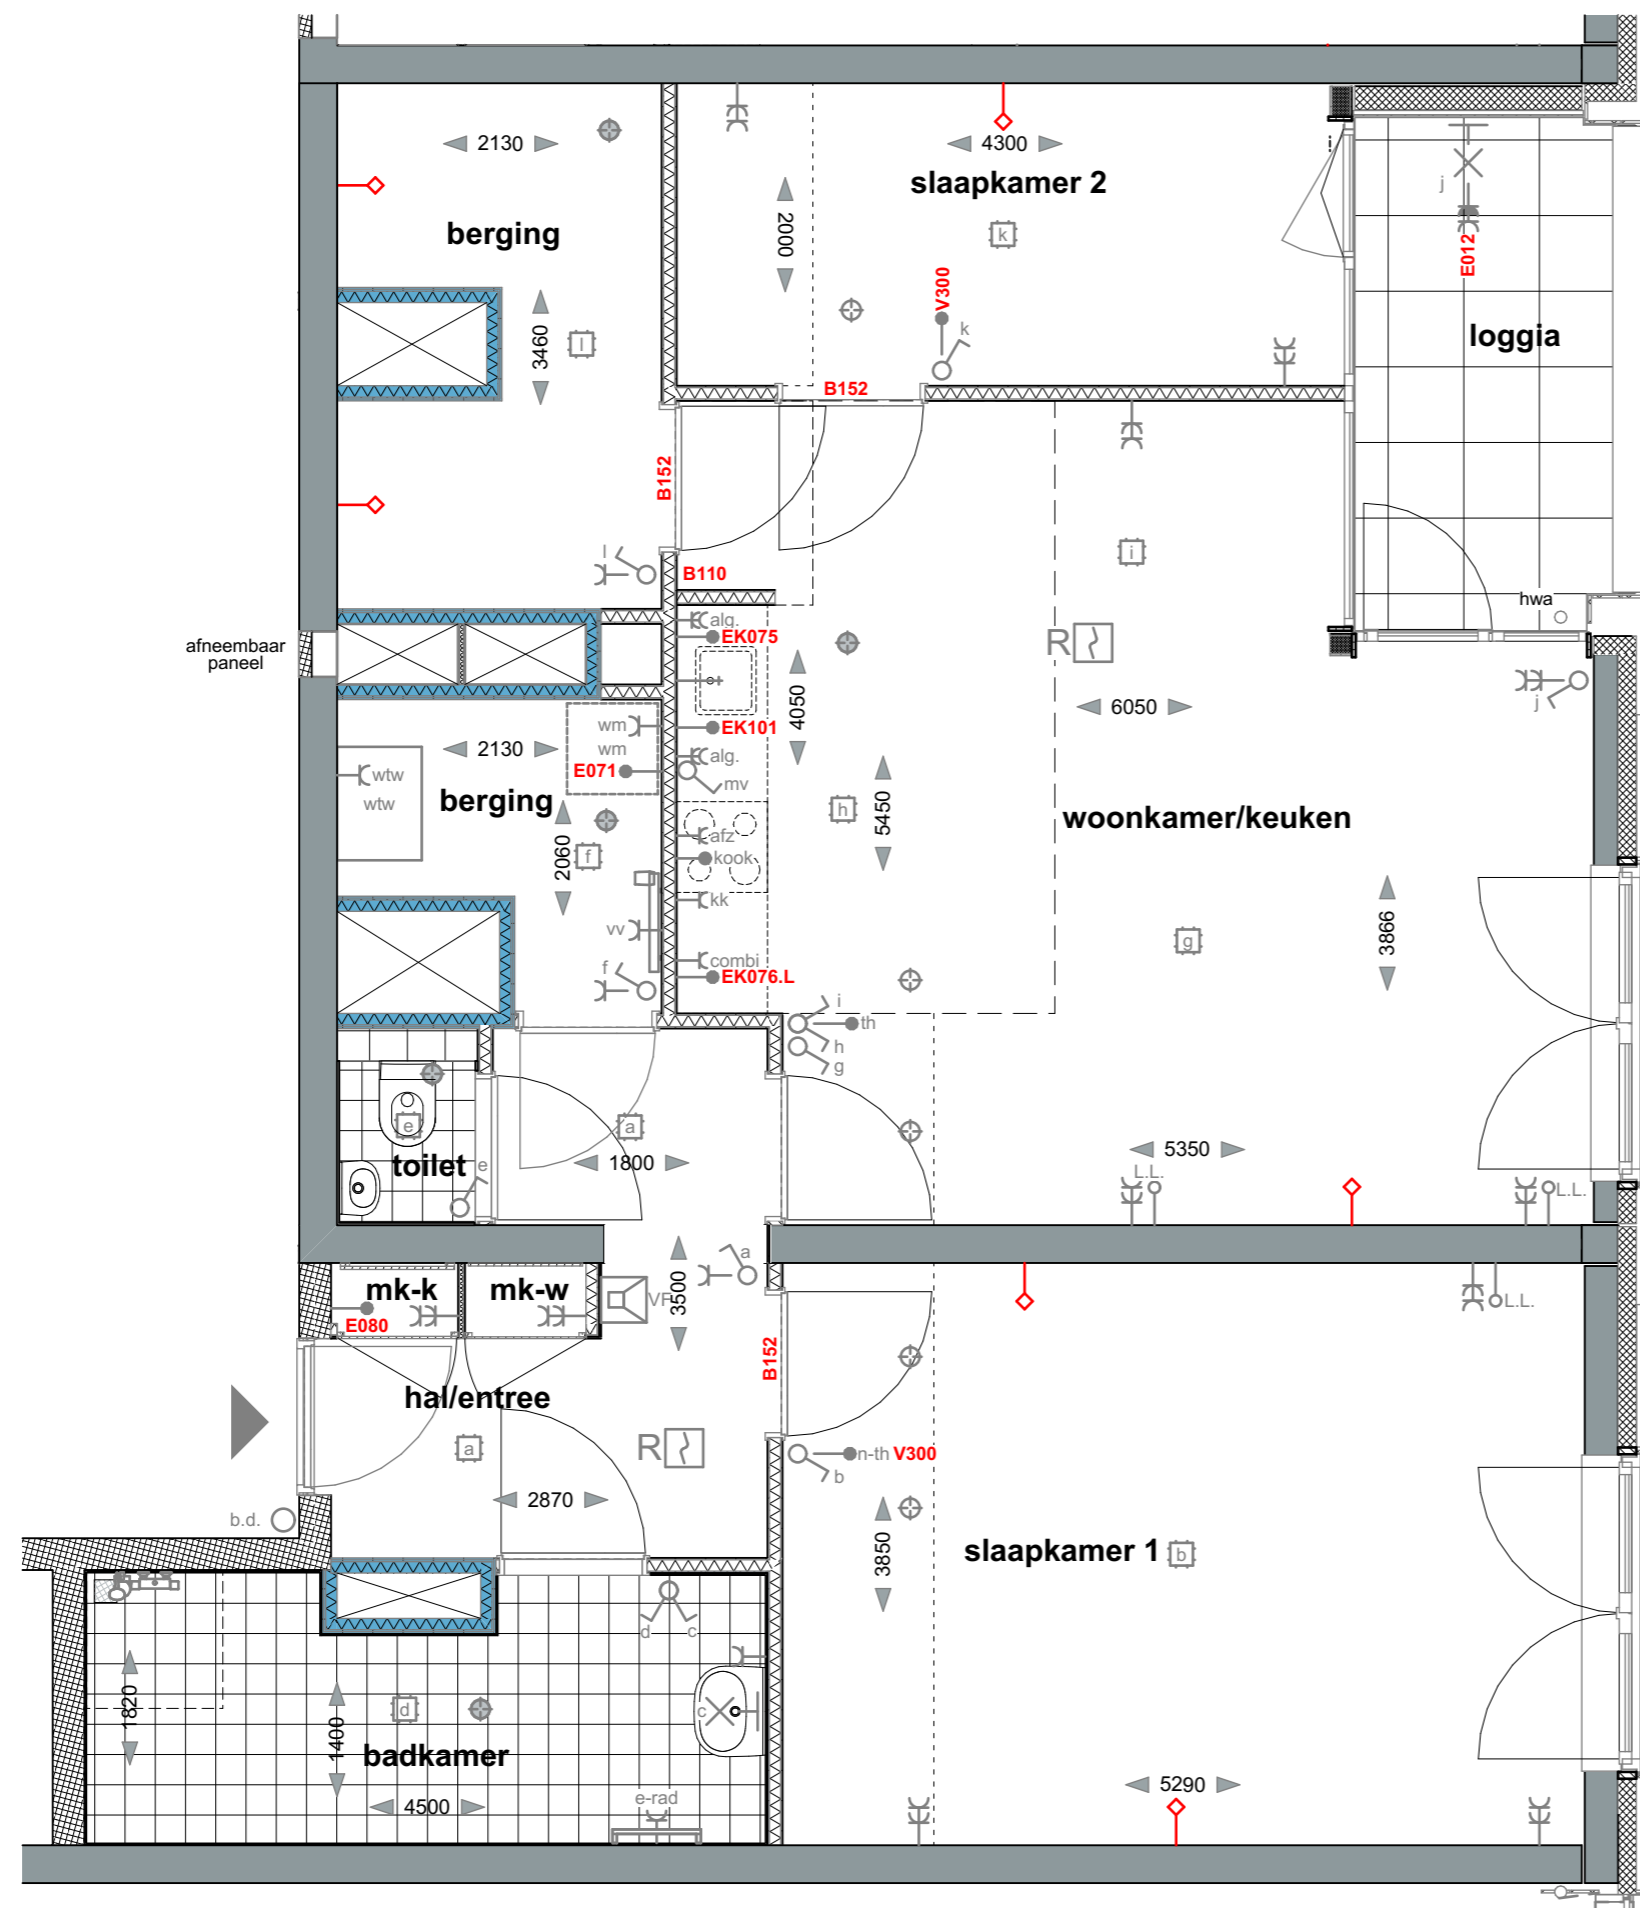 2130
berging
3460
l
4300
slaapkamer 2
2000
k
V300
k
j
E012
loggia
B152
B152
l
B110
i
hwa
afneembaar
paneel
alg.
EK075
R
4050
6050
j
wm
wm
E071
EK101
alg.
mv
2130
wtw
wtw
berging
2060
f
h
5450
woonkamer/keuken
afz
kook
kk
3866
g
vv
f
combi
EK076.L
i
th
h
g
e
toilet
e
a
1800
5350
L.L.
L.L.
mk-k
mk-w
E080
VF
3500
a
L.L.
B152
hal/entree
a
R
2870
b.d.
n-th V300
b
3850
slaapkamer 1
b
d
c
1820
1400
d
c
badkamer
4500
e-rad
5290